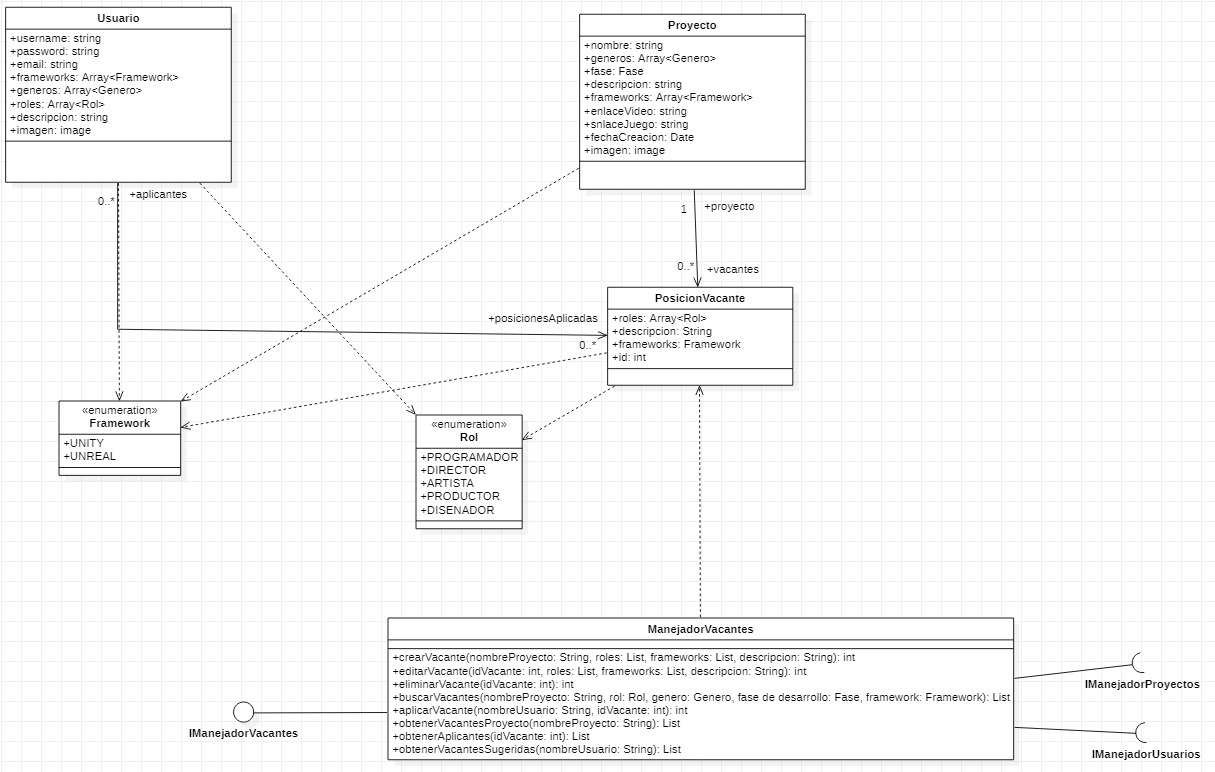 Usuario
+username: string
+password: string
+email: string
+frameworks: Array<Framework>
+generos: Array<Genero>
+roles: Array<Rol>
+descripcion: string
+imagen: image
Proyecto
+nombre: string
+generos: Array<Genero>
+fase: Fase
+descripcion: string
+frameworks: Array<Framework>
+enlaceVideo: string
+snlaceJuego: string
+fechaCreacion: Date
+imagen: image
0..*
+aplicantes
1
+proyecto
0..*
+vacantes
+posicionesAplicadas
0..*
PosicionVacante
+roles: Array<Rol>
+descripcion: String
+frameworks: Framework
+id: int
«enumeration»
Framework
+UNITY
+UNREAL
«enumeration»
Rol
+PROGRAMADOR
+DIRECTOR
+ARTISTA
+PRODUCTOR
+DISENADOR
ManejadorVacantes
+crearVacante(nombreProyecto: String, roles: List, frameworks: List, descripcion: String): int
+editarVacante(idVacante: int, roles: List, frameworks: List, descripcion: String): int
+eliminarVacante(idVacante: int): int
+buscarVacantes(nombreProyecto: String, rol: Rol, genero: Genero, fase de desarrollo: Fase, framework: Framework): List
+aplicarVacante(nombreUsuario: String, idVacante: int): int
+obtenerVacantesProyecto(nombreProyecto: String): List
+obtenerAplicantes(idVacante: int): List
+obtenerVacantesSugeridas(nombreUsuario: String): List
IManejadorVacantes
IManejadorProyectos
IManejadorUsuarios